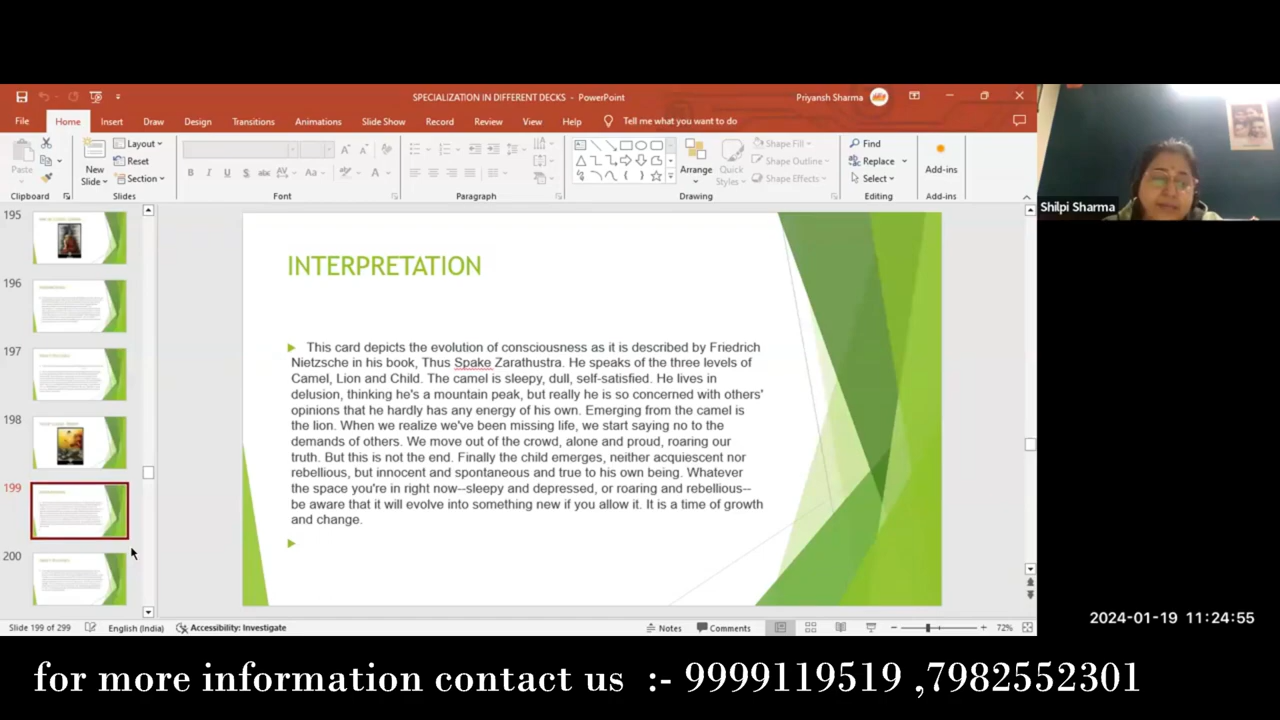 SPECIALIZATION IN DIFFERENT DECKS - PowerPoint
Priyansh Sharma
File Home Insert Draw Design Transitions Animations Slide Show Record Review View Help Tell me what you want to do
Paste
New Slide
Layout
Reset
Section
Arrange
Quick Styles
Shape Fill
Shape Outline
Shape Effects
Find
Replace
Select
Add-ins
Clipboard Slides Font Paragraph Drawing Editing Add-ins
Shilpi Sharma
195
196
197
198
199
200
INTERPRETATION
This card depicts the evolution of consciousness as it is described by Friedrich
Nietzsche in his book, Thus Spake Zarathustra. He speaks of the three levels of
Camel, Lion and Child. The camel is sleepy, dull, self-satisfied. He lives in
delusion, thinking he's a mountain peak, but really he is so concerned with others'
opinions that he hardly has any energy of his own. Emerging from the camel is
the lion. When we realize we've been missing life, we start saying no to the
demands of others. We move out of the crowd, alone and proud, roaring our
truth. But this is not the end. Finally the child emerges, neither acquiescent nor
rebellious, but innocent and spontaneous and true to his own being. Whatever
the space you're in right now--sleepy and depressed, or roaring and rebellious--
be aware that it will evolve into something new if you allow it. It is a time of growth
and change.
Slide 199 of 299 English (India) Accessibility: Investigate Notes Comments 72%
2024-01-19 11:24:55
for more information contact us :- 9999119519 ,7982552301